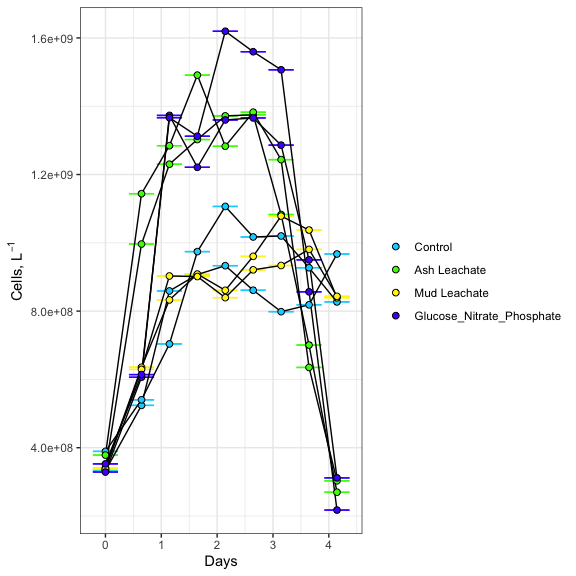 1.6e+09
1.2e+09
8.0e+08
4.0e+08
Cells, L⁻¹
0 1 2 3 4
Days
Control
Ash Leachate
Mud Leachate
Glucose_Nitrate_Phosphate